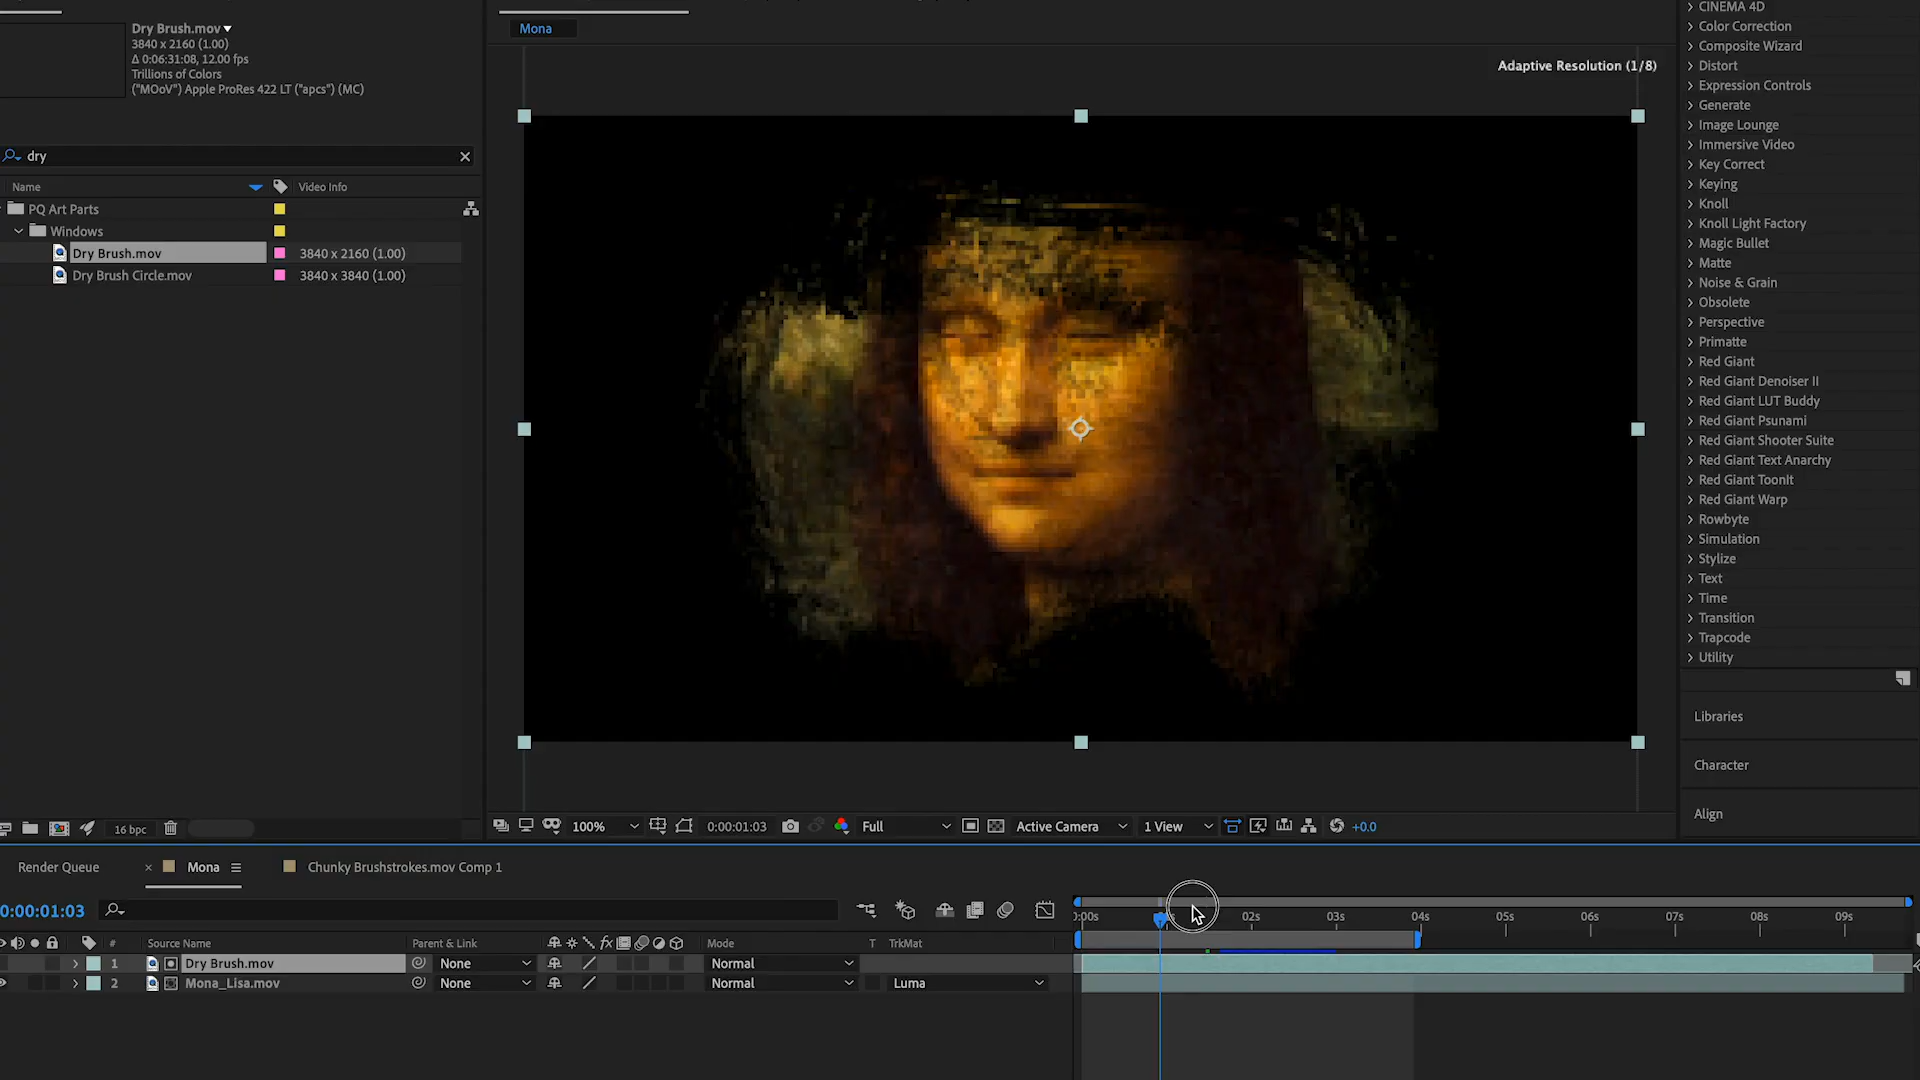 Dry Brush.mov
3840 x 2160 (1.00)
Δ 0:06:31:08, 12.00 fps
Trillions of Colors
("MOoV") Apple ProRes 422 LT ("apcs") (MC)
dry
Name
Video Info
PQ Art Parts
Windows
Dry Brush.mov
3840 x 2160 (1.00)
Dry Brush Circle.mov
3840 x 3840 (1.00)
16 bpc
Mona
Adaptive Resolution (1/8)
100%
0:00:01:03
Full
Active Camera
1 View
+0.0
CINEMA 4D
Color Correction
Composite Wizard
Distort
Expression Controls
Generate
Image Lounge
Immersive Video
Key Correct
Keying
Knoll
Knoll Light Factory
Magic Bullet
Matte
Noise & Grain
Obsolete
Perspective
Primatte
Red Giant
Red Giant Denoiser II
Red Giant LUT Buddy
Red Giant Psunami
Red Giant Shooter Suite
Red Giant Text Anarchy
Red Giant ToonIt
Red Giant Warp
Rowbyte
Simulation
Stylize
Text
Time
Transition
Trapcode
Utility
Libraries
Character
Align
Render Queue
Mona
Chunky Brushstrokes.mov Comp 1
0:00:01:03
:00s 02s 03s 04s 05s 06s 07s 08s 09s
# Source Name Parent & Link fx Mode T TrkMat
1 Dry Brush.mov None Normal
2 Mona_Lisa.mov None Normal Luma